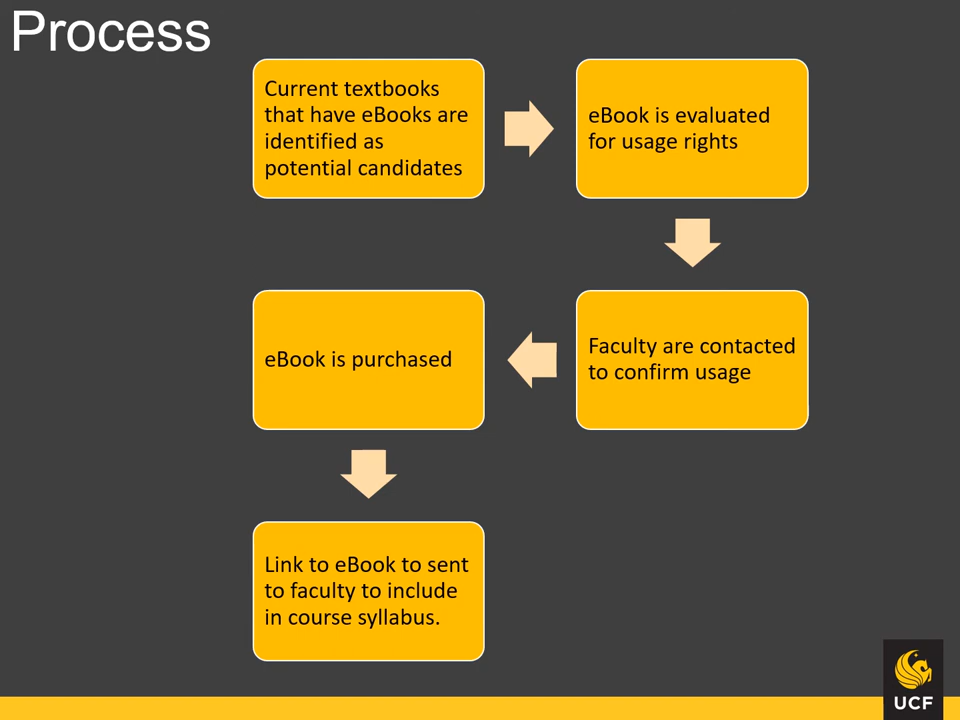 Process
Current textbooks
that have eBooks are
identified as
potential candidates
eBook is evaluated
for usage rights
Faculty are contacted
to confirm usage
eBook is purchased
Link to eBook to sent
to faculty to include
in course syllabus.
UCF